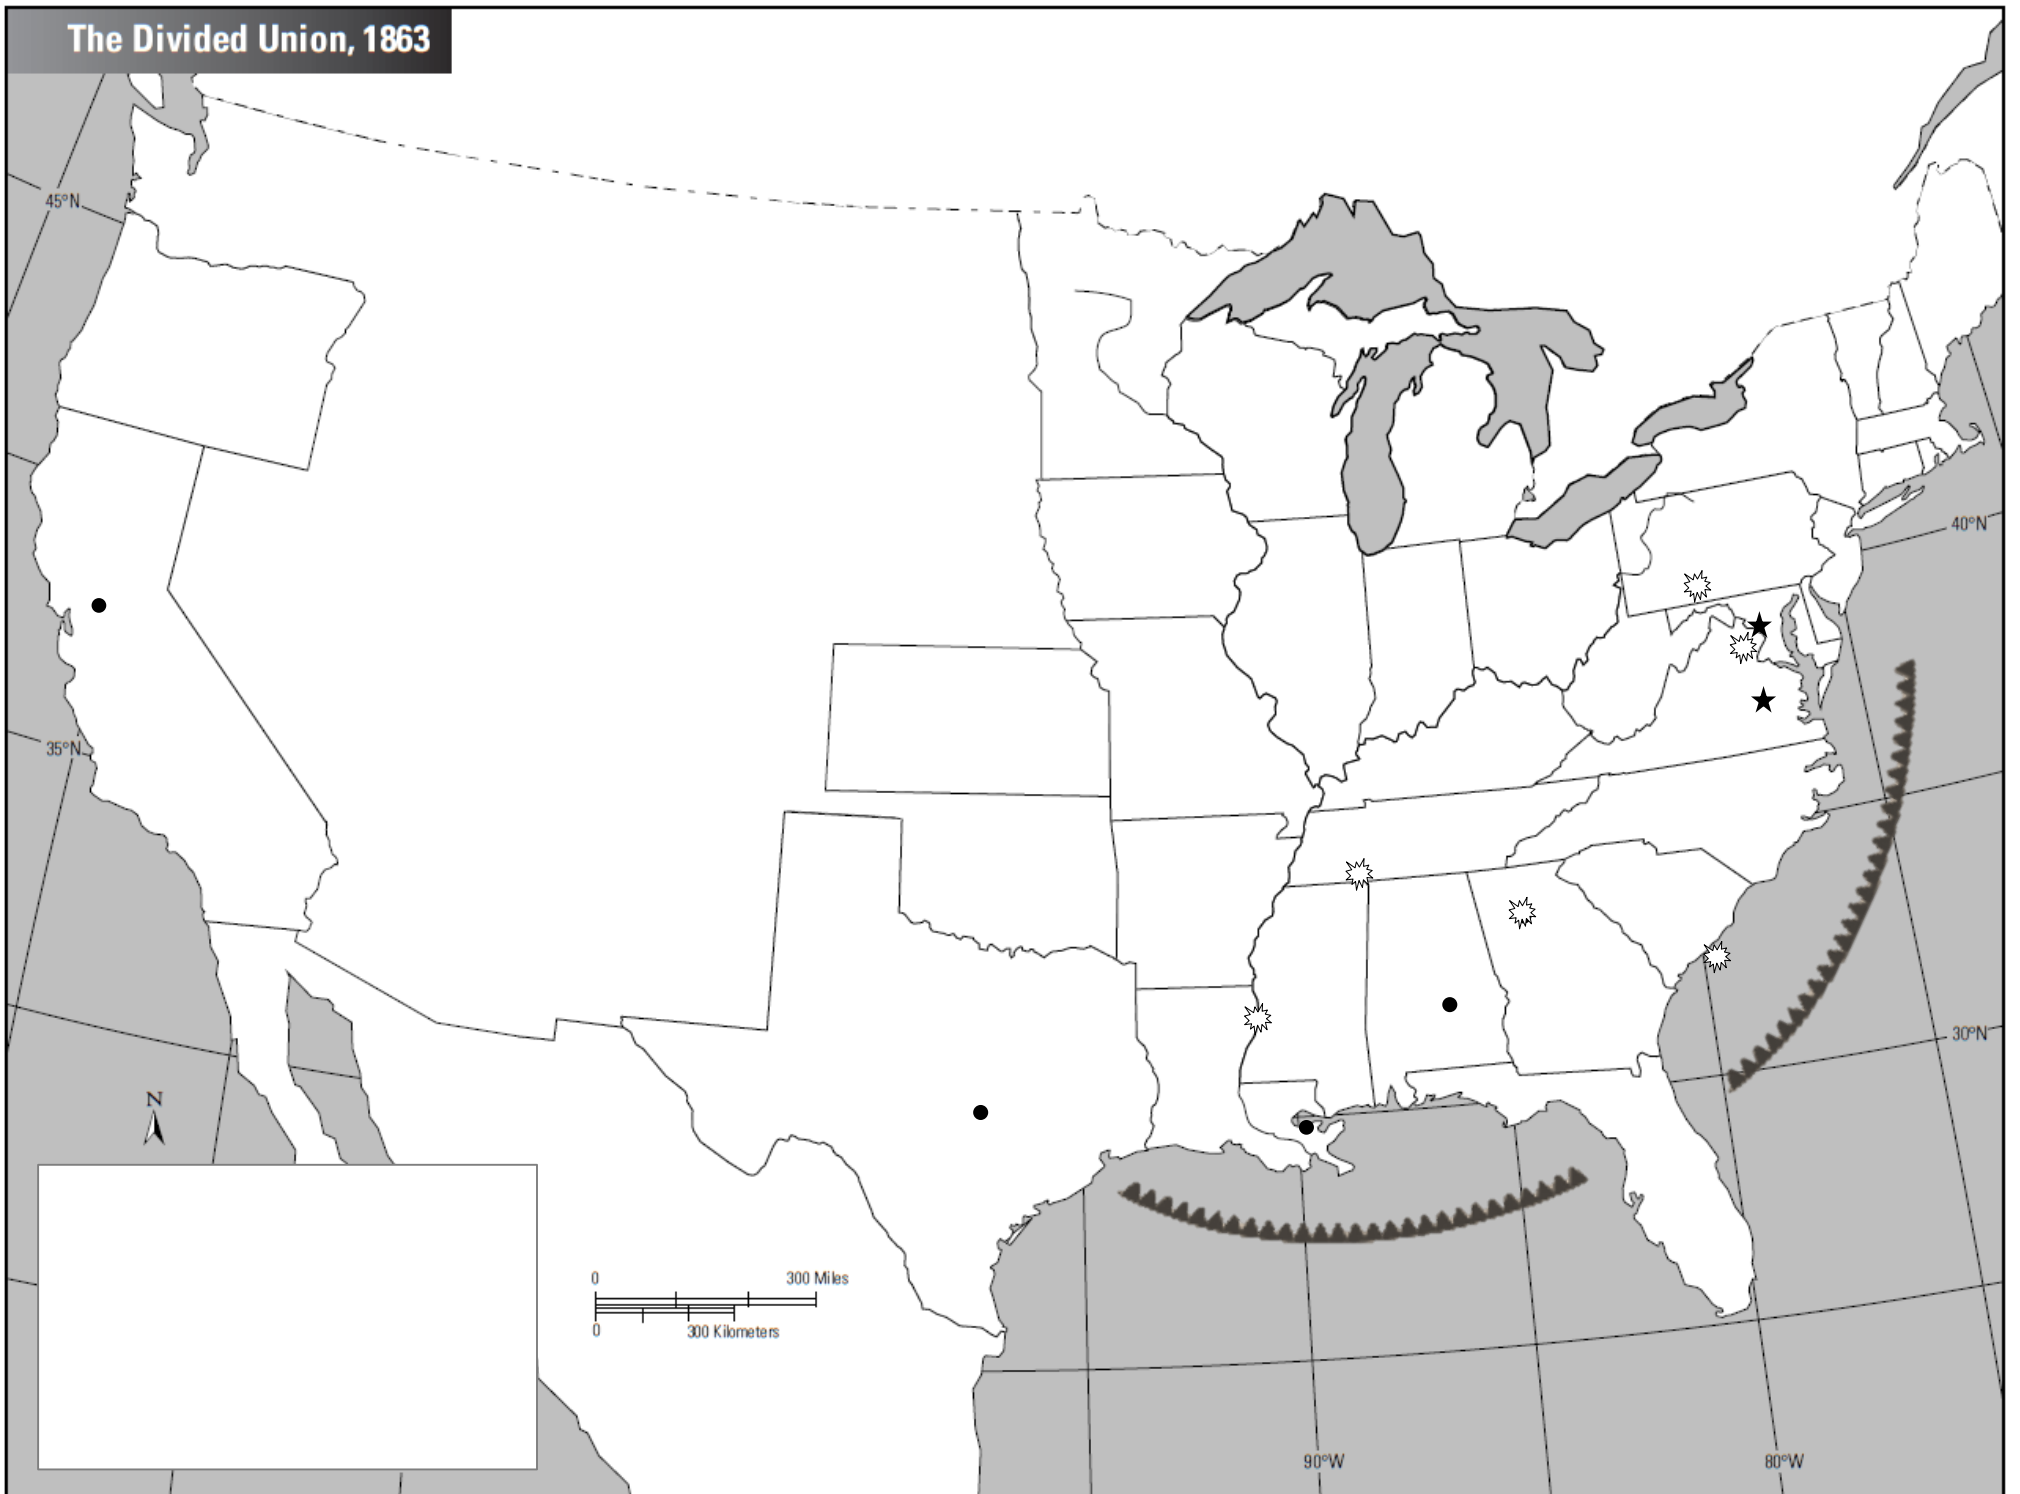 The Divided Union, 1863
45°N
40°N
35°N
30°N
N
0 300 Miles
0 300 Kilometers
90°W 80°W